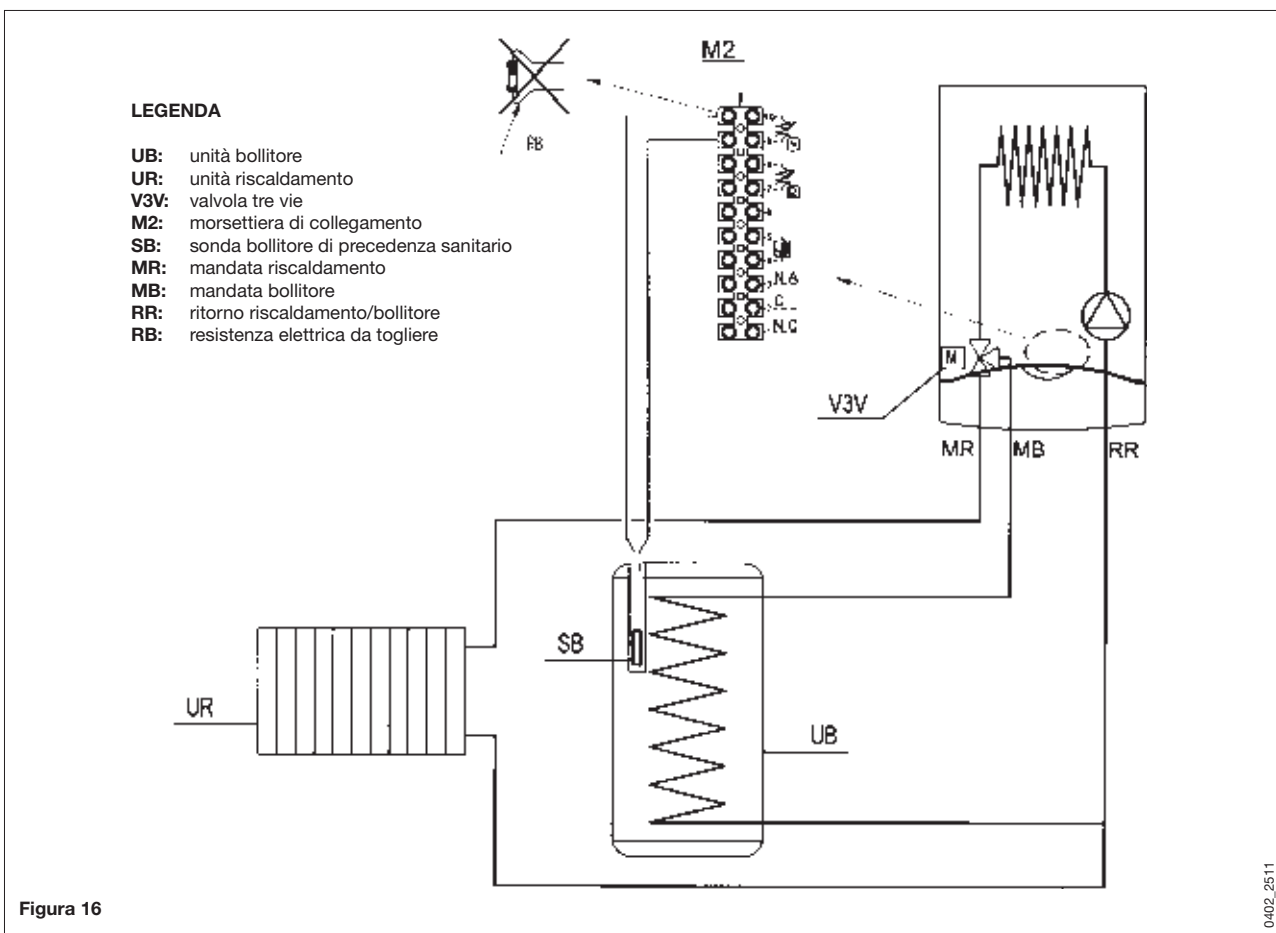 M2
LEGENDA
UB: unità bollitore
UR: unità riscaldamento
V3V: valvola tre vie
M2: morsettiera di collegamento
SB: sonda bollitore di precedenza sanitario
MR: mandata riscaldamento
MB: mandata bollitore
RR: ritorno riscaldamento/bollitore
RB: resistenza elettrica da togliere
C
M
V3V
MR MB RR
SB
UR
UB
Figura 16
0402_2511